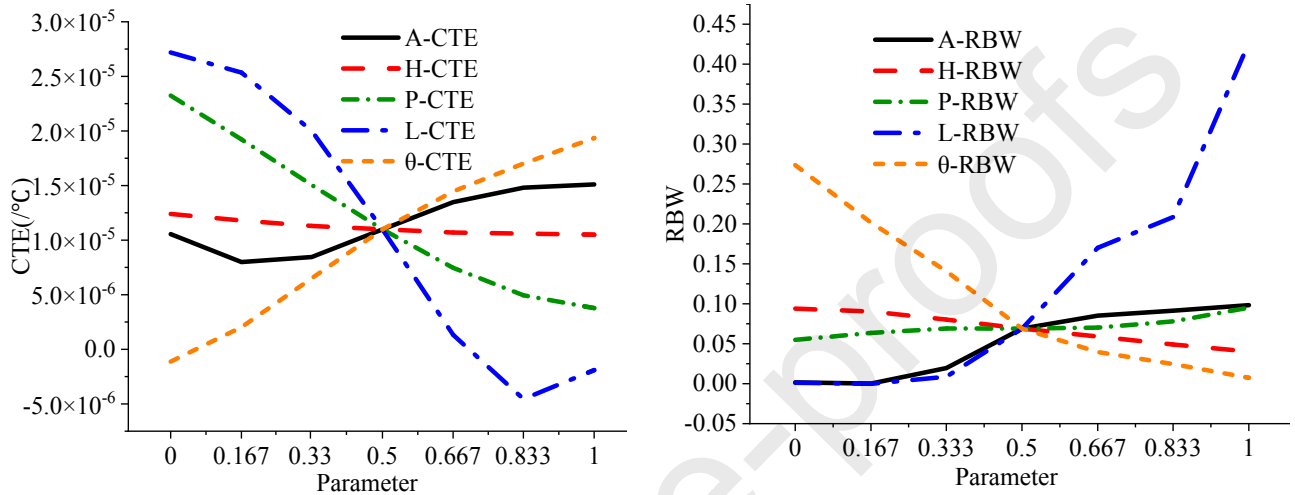 3.0×10⁻⁵
2.5×10⁻⁵
2.0×10⁻⁵
1.5×10⁻⁵
1.0×10⁻⁵
5.0×10⁻⁶
0.0
-5.0×10⁻⁶
CTE(/℃)
A-CTE
H-CTE
P-CTE
L-CTE
θ-CTE
0 0.167 0.33 0.5 0.667 0.833 1
Parameter
0.45
0.40
0.35
0.30
0.25
0.20
0.15
0.10
0.05
0.00
-0.05
RBW
A-RBW
H-RBW
P-RBW
L-RBW
θ-RBW
0 0.167 0.333 0.5 0.667 0.833 1
Parameter
e-proofs